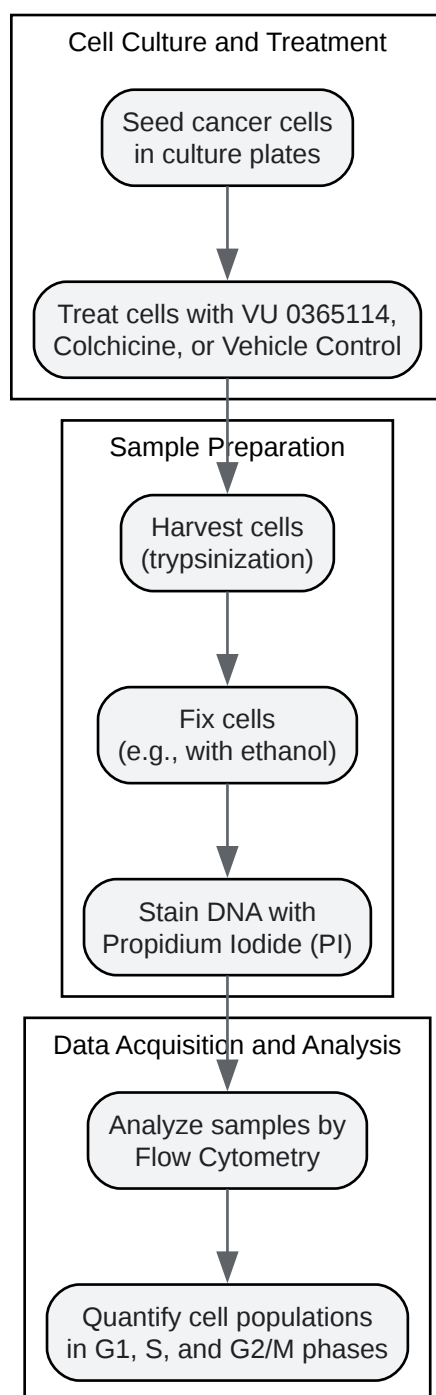 Cell Culture and Treatment
Seed cancer cells
in culture plates
Treat cells with VU 0365114,
Colchicine, or Vehicle Control
Sample Preparation
Harvest cells
(trypsinization)
Fix cells
(e.g., with ethanol)
Stain DNA with
Propidium Iodide (PI)
Data Acquisition and Analysis
Analyze samples by
Flow Cytometry
Quantify cell populations
in G1, S, and G2/M phases